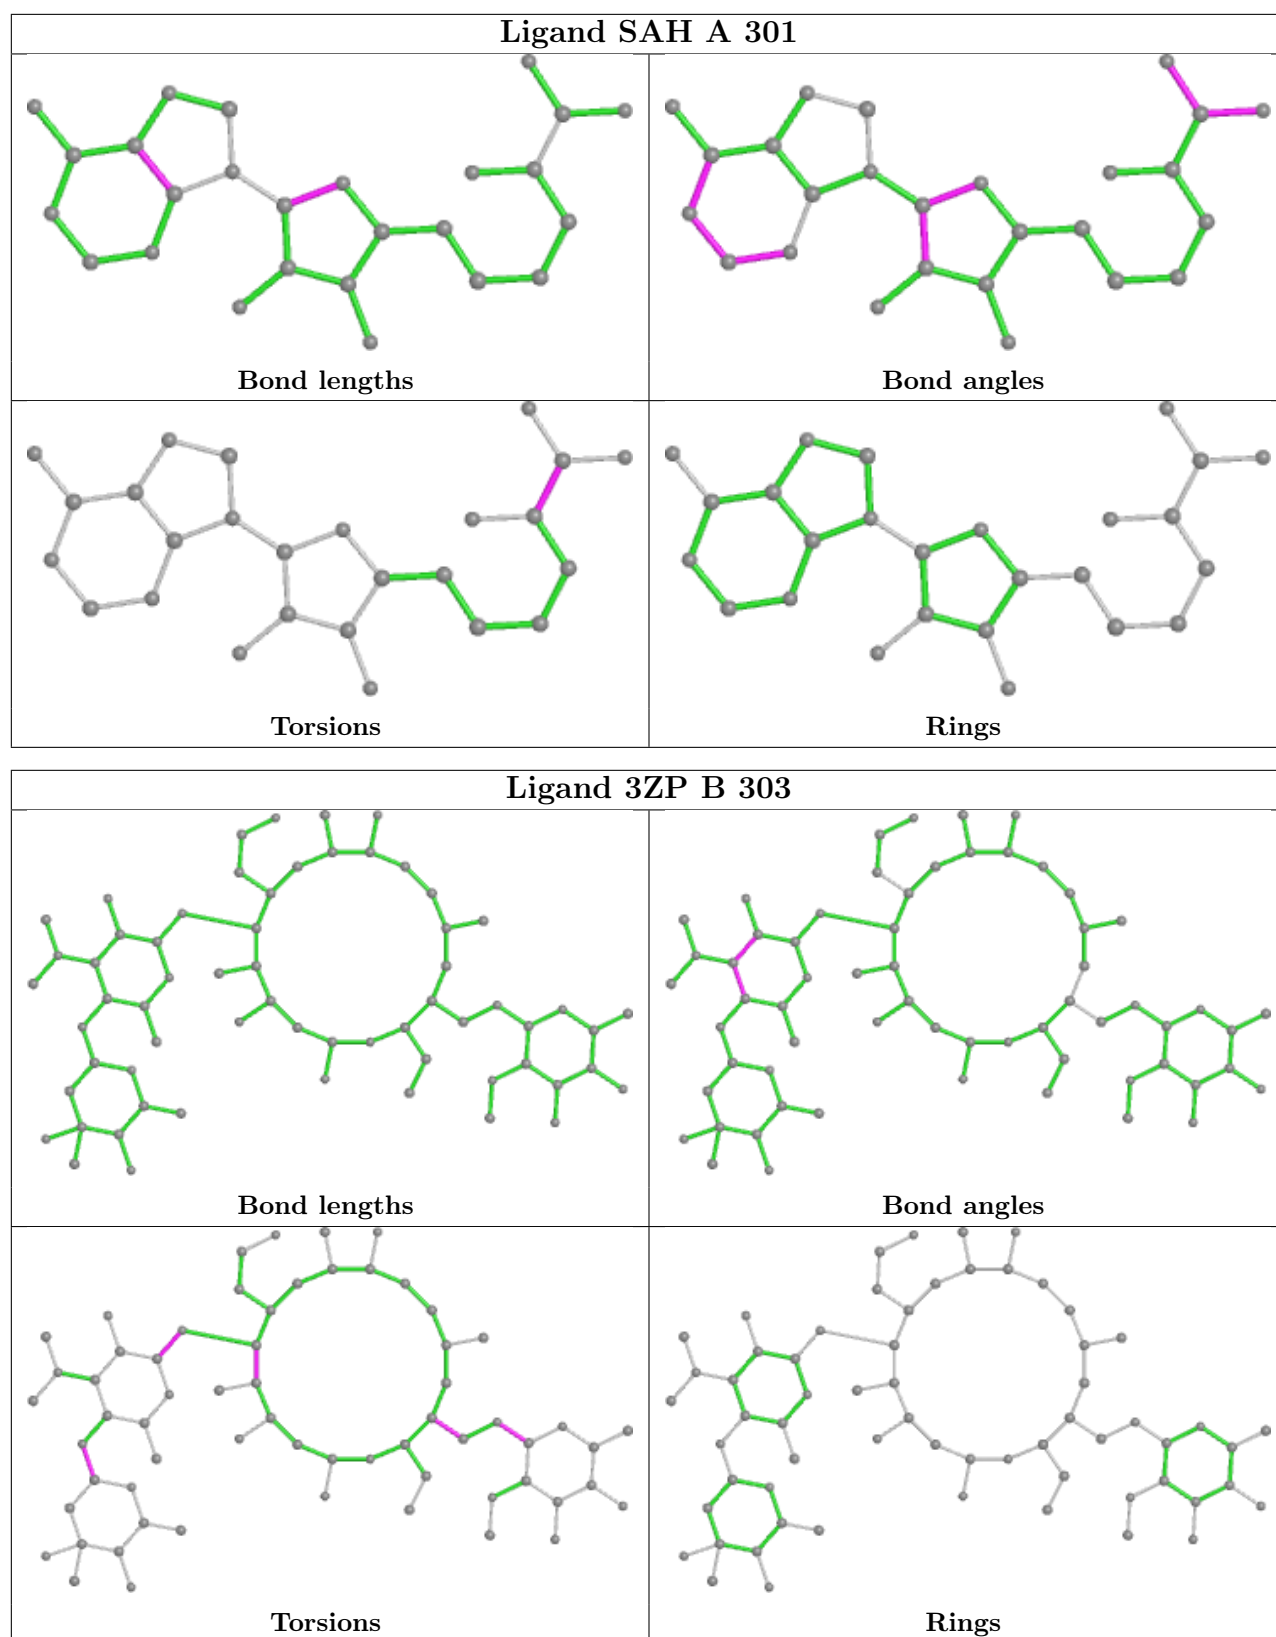 Ligand SAH A 301
Bond lengths
Bond angles
Torsions
Rings
Ligand 3ZP B 303
Bond lengths
Bond angles
Torsions
Rings